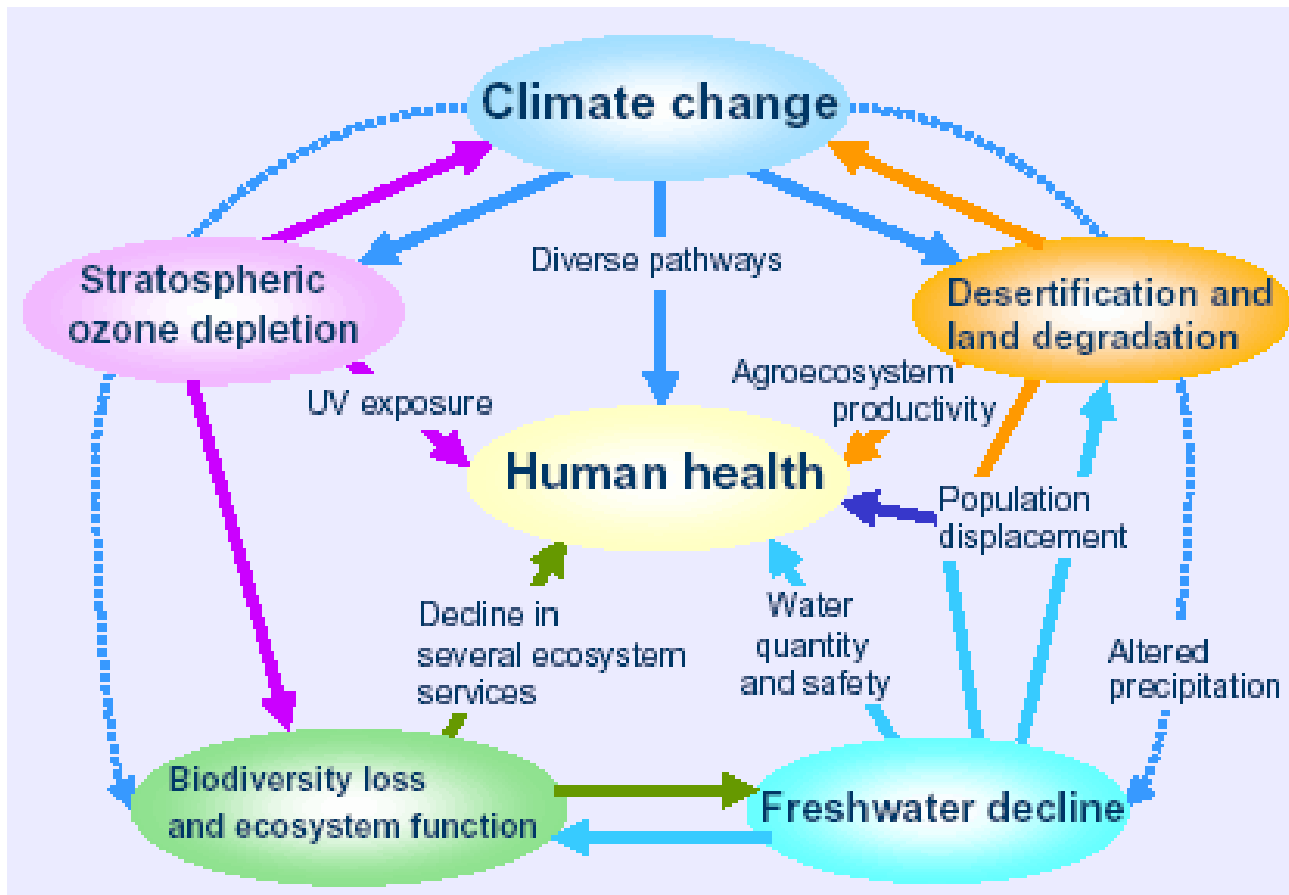 Climate change
Diverse pathways
Stratospheric
ozone depletion
Desertification and
land degradation
UV exposure
Agroecosystem
productivity
Human health
Population
displacement
Decline in
several ecosystem
services
Water
quantity
and safety
Altered
precipitation
Biodiversity loss
and ecosystem function
Freshwater decline